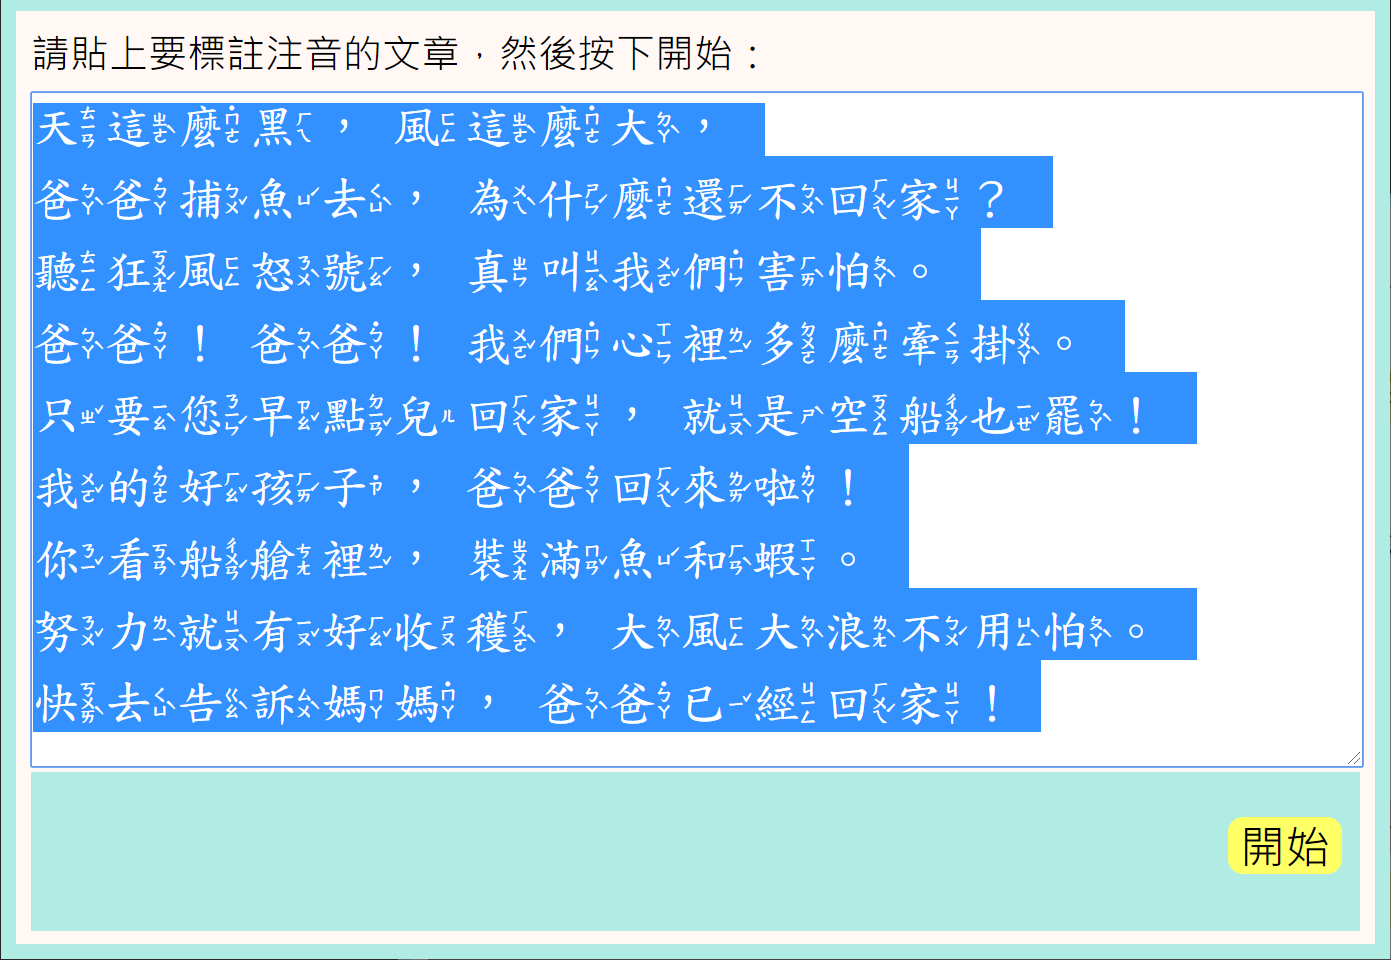 請貼上要標註注音的文章，然後按下開始：
天這麼黑，風這麼大，
爸爸捕魚去，為什麼還不回家？
聽狂風怒號，真叫我們害怕。
爸爸！爸爸！我們心裡多麼牽掛。
只要您早點兒回家，就是空船也罷！
我的好孩子，爸爸回來啦！
你看船艙裡，裝滿魚和蝦。
努力就有好收穫，大風大浪不用怕。
快去告訴媽媽，爸爸已經回家！
開始